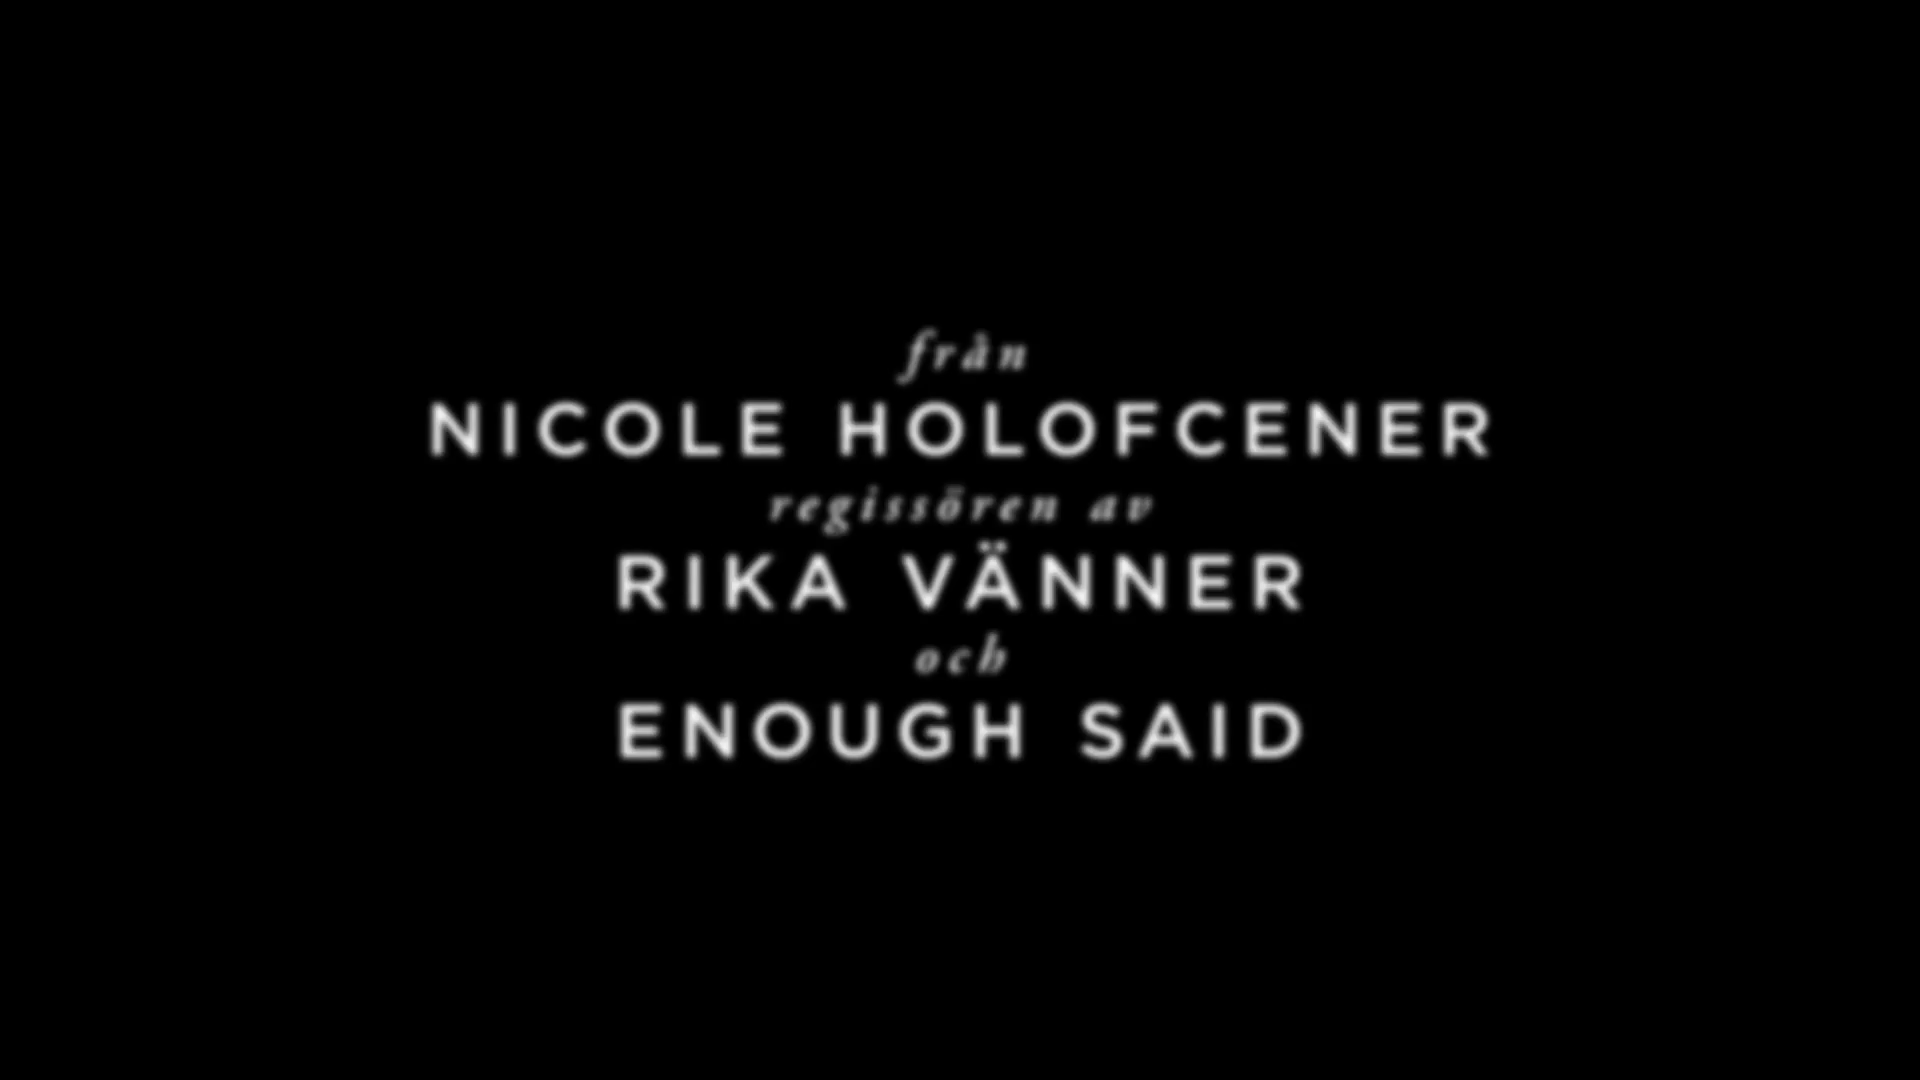 från
NICOLE HOLOFCENER
regissören av
RIKA VÄNNER
och
ENOUGH SAID